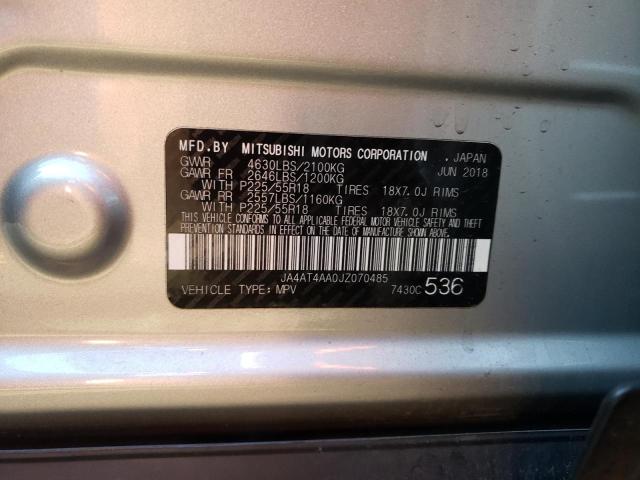 MFD.BY MITSUBISHI MOTORS CORPORATION . JAPAN
GVWR 4630LBS/2100KG JUN 2018
GAWR FR 2646LBS/1200KG
WITH P225/55R18 TIRES 18X7.0J RIMS
GAWR RR 2557LBS/1160KG
WITH P225/55R18 TIRES 18X7.0J RIMS
THIS VEHICLE CONFORMS TO ALL APPLICABLE U.S. FEDERAL MOTOR VEHICLE SAFETY AND THEFT
PREVENTION STANDARDS IN EFFECT ON THE DATE OF MANUFACTURE SHOWN ABOVE.
JA4AT4AA0JZ070485
VEHICLE TYPE: MPV 7430C 536